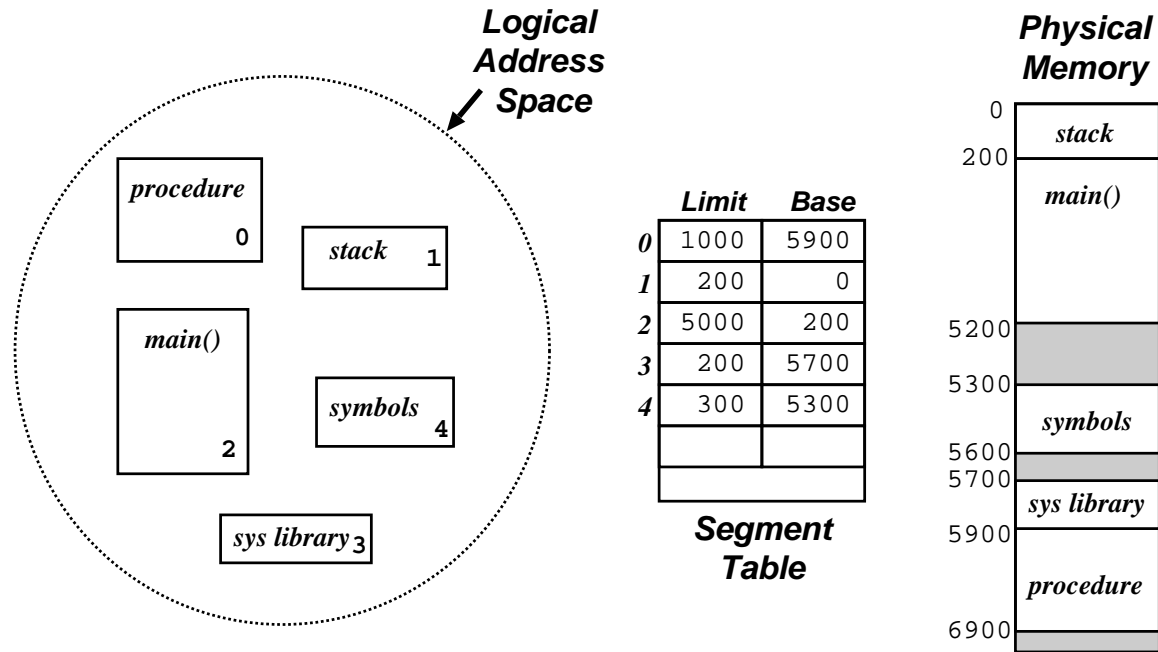 Logical
Address
Space
procedure
0
stack 1
main()
2
symbols
4
sys library 3
Limit Base
0 1000 5900
1 200 0
2 5000 200
3 200 5700
4 300 5300
Segment
Table
Physical
Memory
0
stack
200
main()
5200
5300
symbols
5600
5700
sys library
5900
procedure
6900